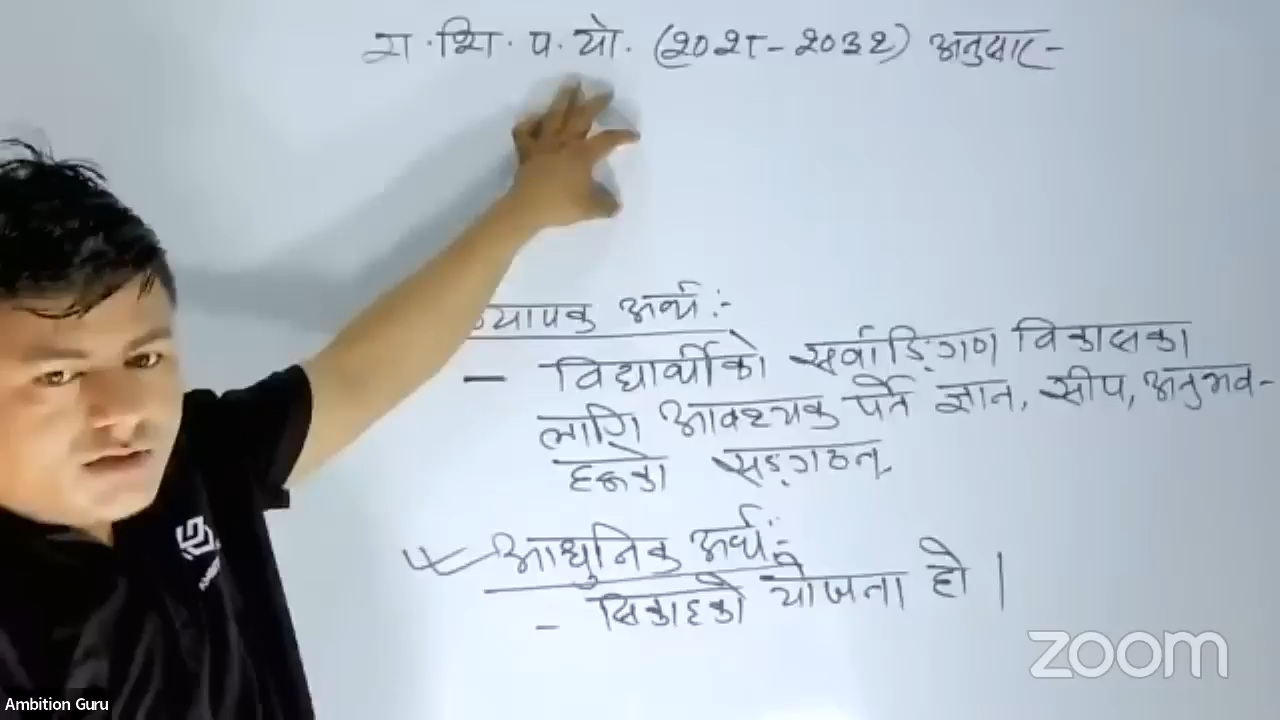 रा. शि. प. यो. (२०२८ - २०३२) अनुसार -
व्यापक अर्थ :-
- विद्यार्थीको सर्वाङ्गिण विकासका
लागि आवश्यक पर्ने ज्ञान, सीप, अनुभव-
हरूको सङ्गठन
आधुनिक अर्थ :-
- सिकाइको योजना हो ।
zoom
Ambition Guru